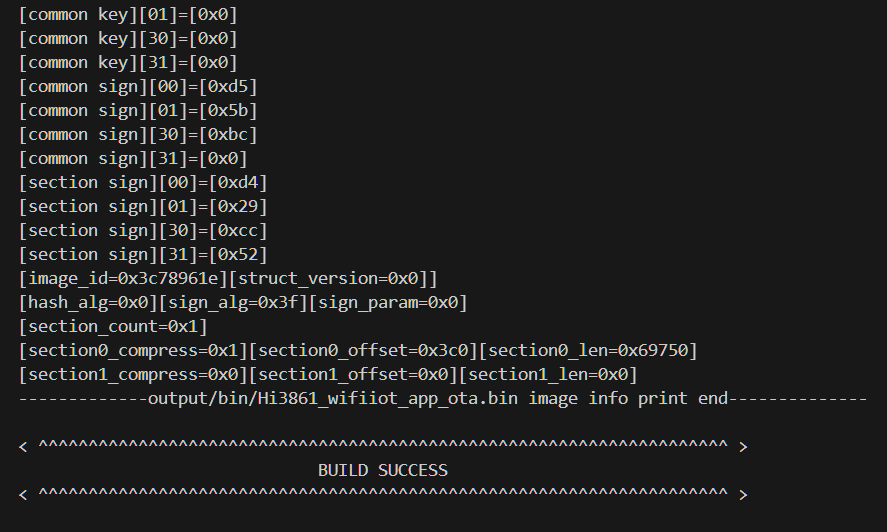 [common key][01]=[0x0]
[common key][30]=[0x0]
[common key][31]=[0x0]
[common sign][00]=[0xd5]
[common sign][01]=[0x5b]
[common sign][30]=[0xbc]
[common sign][31]=[0x0]
[section sign][00]=[0xd4]
[section sign][01]=[0x29]
[section sign][30]=[0xcc]
[section sign][31]=[0x52]
[image_id=0x3c78961e][struct_version=0x0]]
[hash_alg=0x0][sign_alg=0x3f][sign_param=0x0]
[section_count=0x1]
[section0_compress=0x1][section0_offset=0x3c0][section0_len=0x69750]
[section1_compress=0x0][section1_offset=0x0][section1_len=0x0]
-------------output/bin/Hi3861_wifiiot_app_ota.bin image info print end--------------
< ^^^^^^^^^^^^^^^^^^^^^^^^^^^^^^^^^^^^^^^^^^^^^^^^^^^^^^^^^^^^^^^^^^^^^ >
BUILD SUCCESS
< ^^^^^^^^^^^^^^^^^^^^^^^^^^^^^^^^^^^^^^^^^^^^^^^^^^^^^^^^^^^^^^^^^^^^^ >